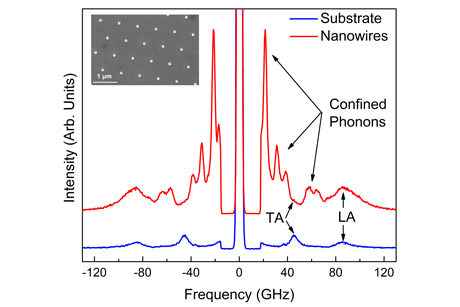 Substrate
Nanowires
1 µm
Confined
Phonons
TA
LA
Intensity (Arb. Units)
-120 -80 -40 0 40 80 120
Frequency (GHz)